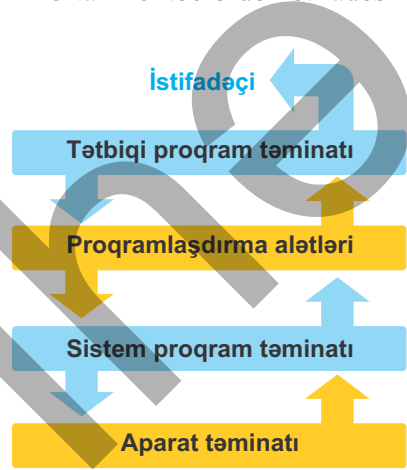 İstifadəçi
Tətbiqi proqram təminatı
Proqramlaşdırma alətləri
Sistem proqram təminatı
Aparat təminatı